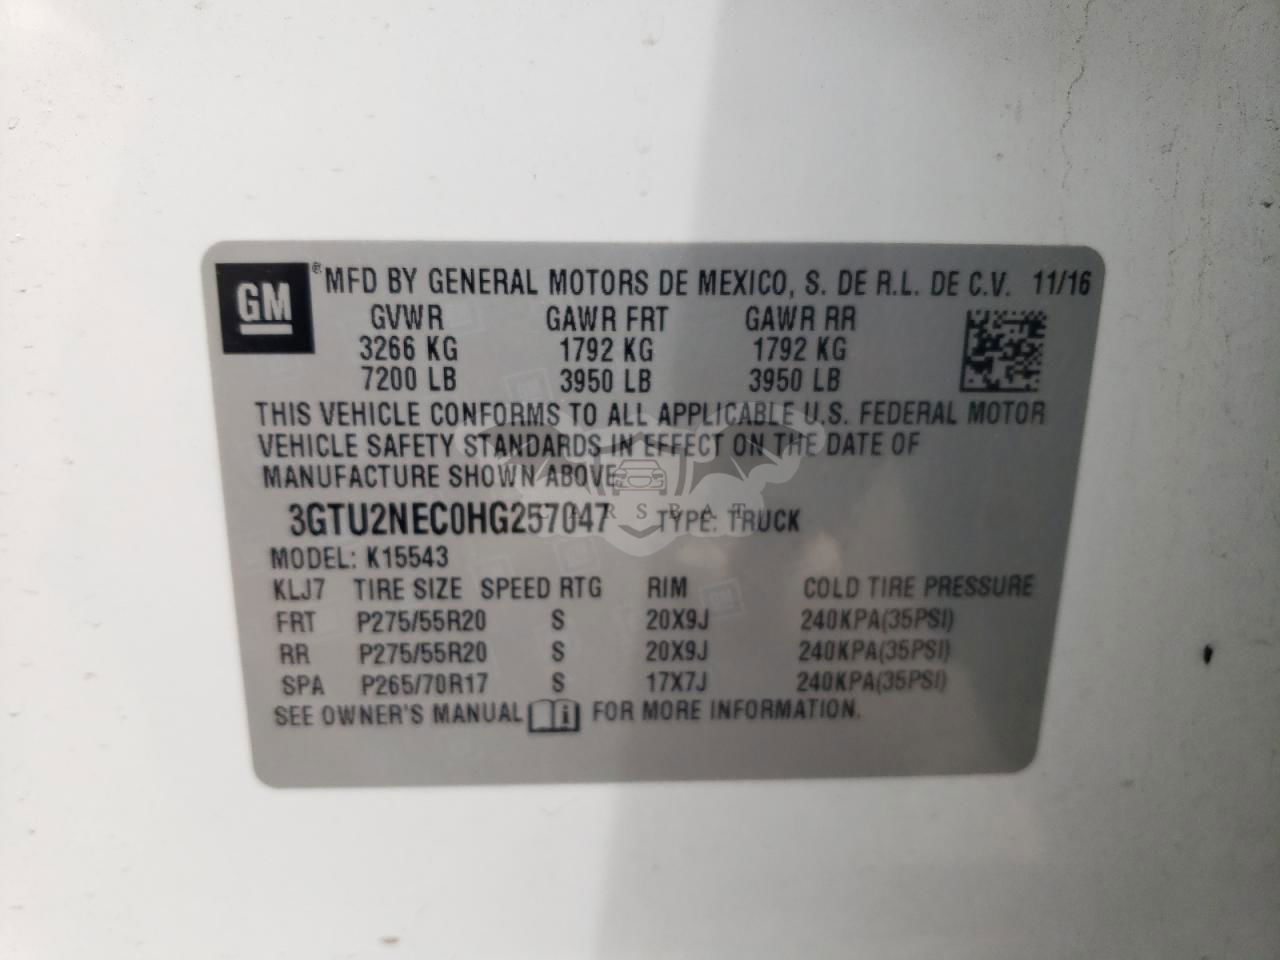 GM ® MFD BY GENERAL MOTORS DE MEXICO, S. DE R.L. DE C.V. 11/16
GVWR GAWR FRT GAWR RR
3266 KG 1792 KG 1792 KG
7200 LB 3950 LB 3950 LB
THIS VEHICLE CONFORMS TO ALL APPLICABLE U.S. FEDERAL MOTOR
VEHICLE SAFETY STANDARDS IN EFFECT ON THE DATE OF
MANUFACTURE SHOWN ABOVE.
3GTU2NEC0HG257047 TYPE: TRUCK
CARSBAT
MODEL: K15543
KLJ7 TIRE SIZE SPEED RTG RIM COLD TIRE PRESSURE
FRT P275/55R20 S 20X9J 240KPA(35PSI)
RR P275/55R20 S 20X9J 240KPA(35PSI)
SPA P265/70R17 S 17X7J 240KPA(35PSI)
SEE OWNER'S MANUAL i FOR MORE INFORMATION.